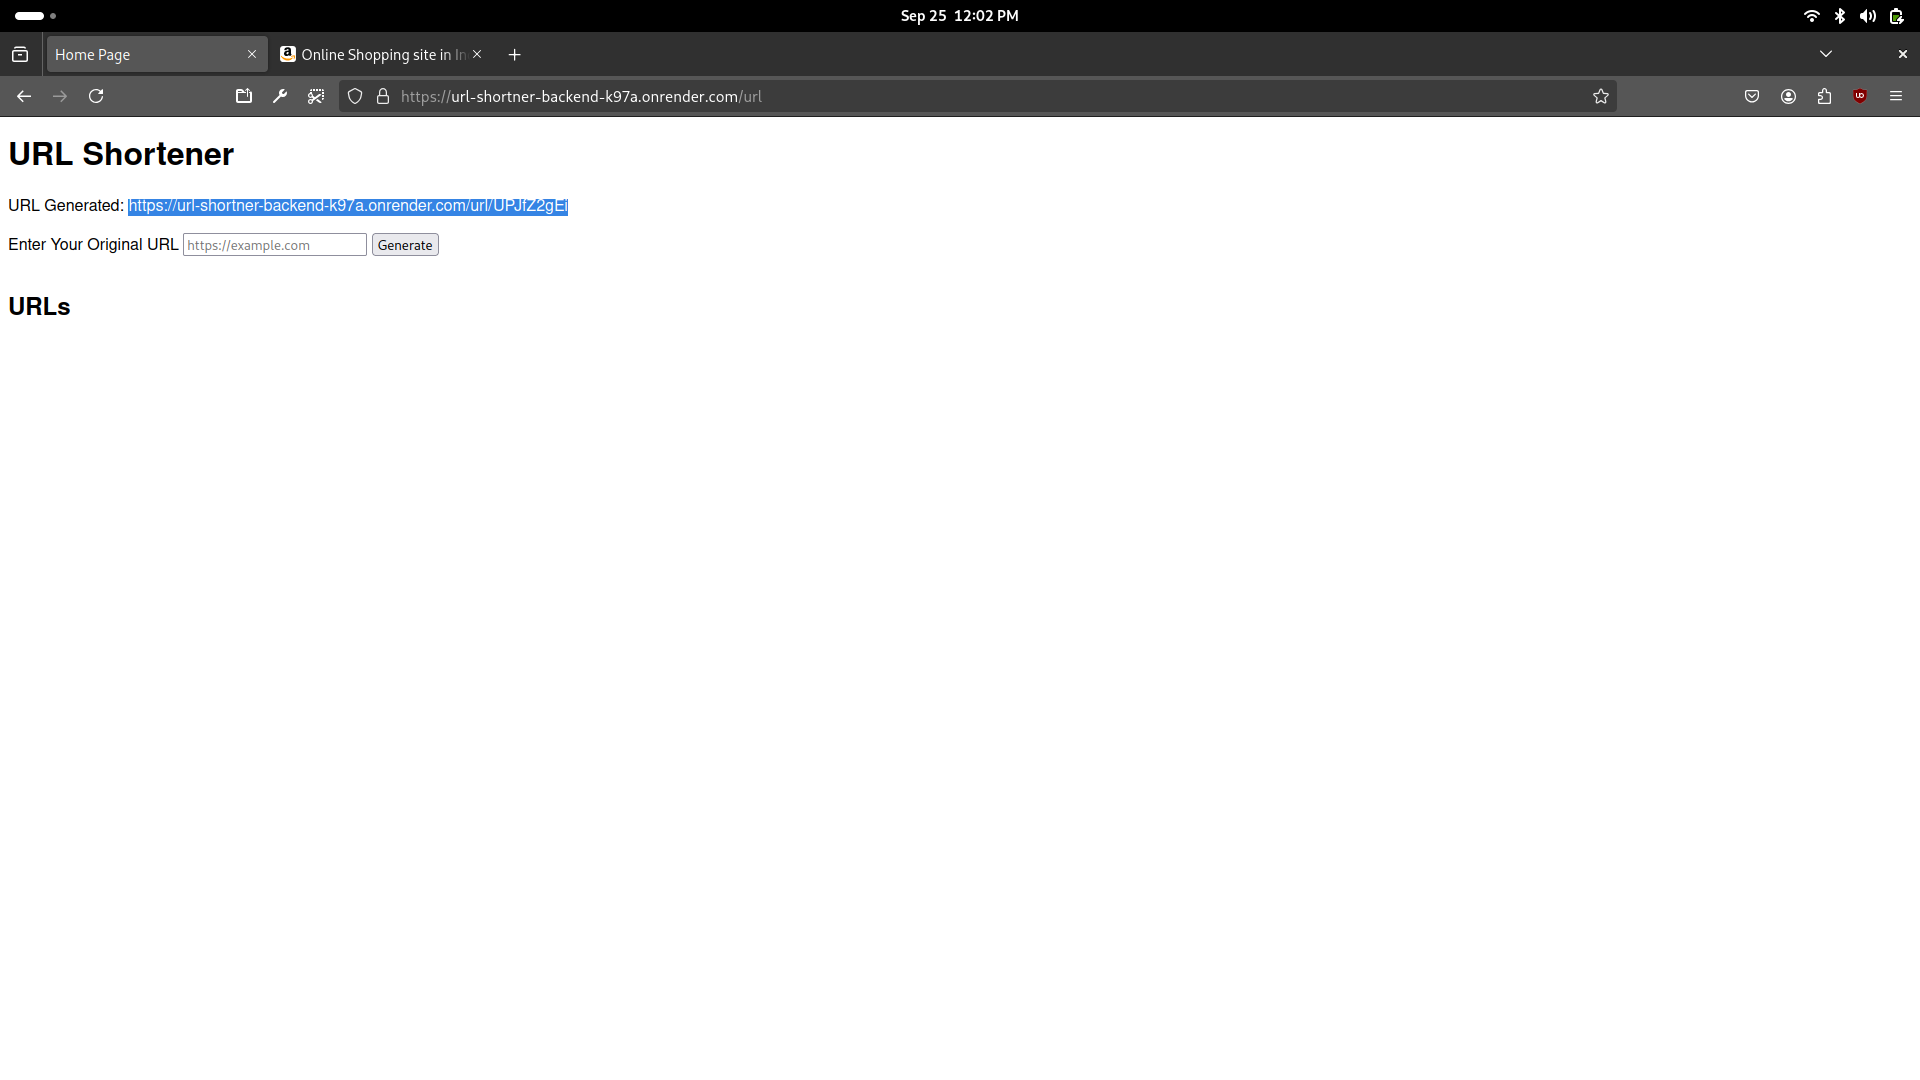 Sep 25 12:02 PM
Home Page
Online Shopping site in In
https://url-shortner-backend-k97a.onrender.com/url
URL Shortener
URL Generated: https://url-shortner-backend-k97a.onrender.com/url/UPJfZ2gEi
Enter Your Original URL https://example.com Generate
URLs